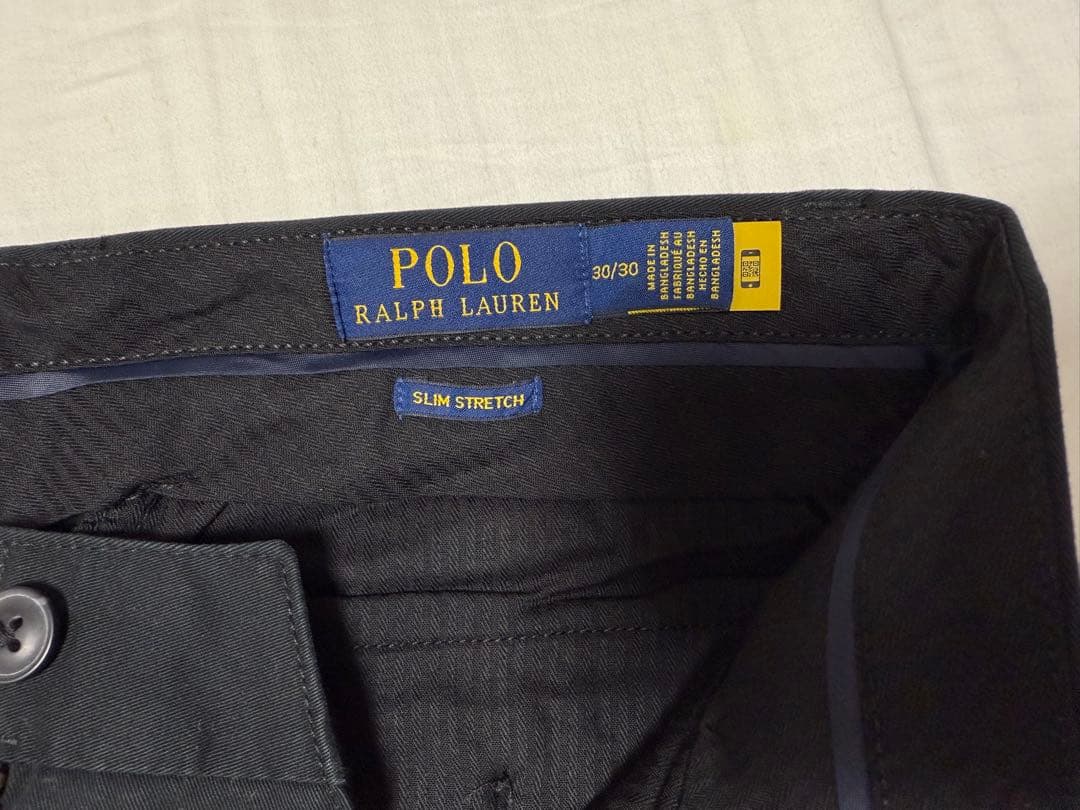 POLO
RALPH LAUREN
30/30
MADE IN
BANGLADESH
FABRIQUÉ AU
BANGLADESH
HECHO EN
BANGLADESH
SLIM STRETCH